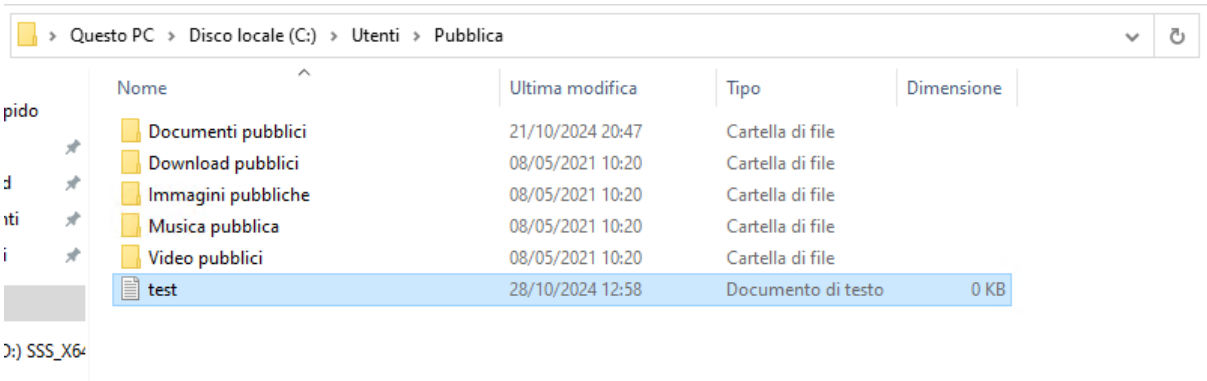 Questo PC > Disco locale (C:) > Utenti > Pubblica
Nome Ultima modifica Tipo Dimensione
pido
Documenti pubblici 21/10/2024 20:47 Cartella di file
Download pubblici 08/05/2021 10:20 Cartella di file
d
Immagini pubbliche 08/05/2021 10:20 Cartella di file
nti
Musica pubblica 08/05/2021 10:20 Cartella di file
i
Video pubblici 08/05/2021 10:20 Cartella di file
test 28/10/2024 12:58 Documento di testo 0 KB
D:) SSS_X64